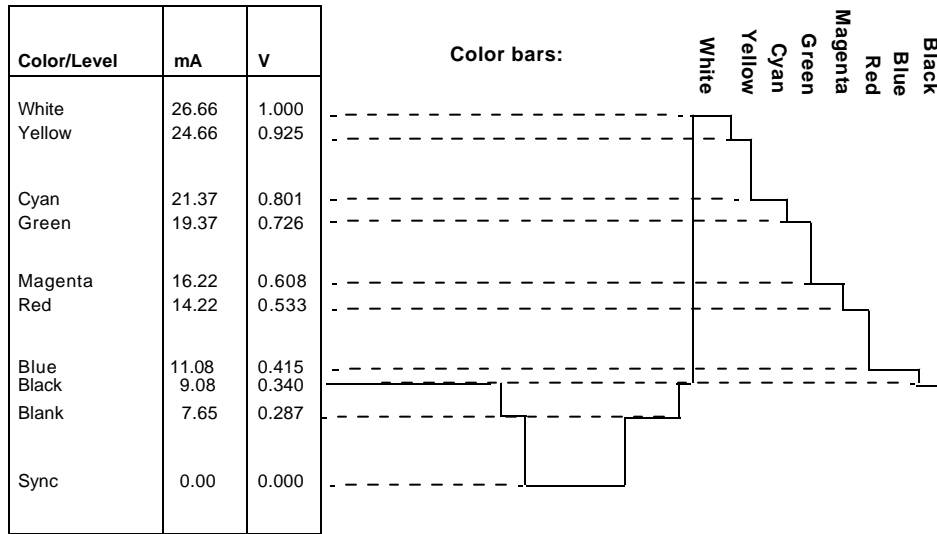 Color/Level mA V
White 26.66 1.000
Yellow 24.66 0.925
Cyan 21.37 0.801
Green 19.37 0.726
Magenta 16.22 0.608
Red 14.22 0.533
Blue 11.08 0.415
Black 9.08 0.340
Blank 7.65 0.287
Sync 0.00 0.000
Color bars:
White
Yellow
Cyan
Green
Magenta
Red
Blue
Black